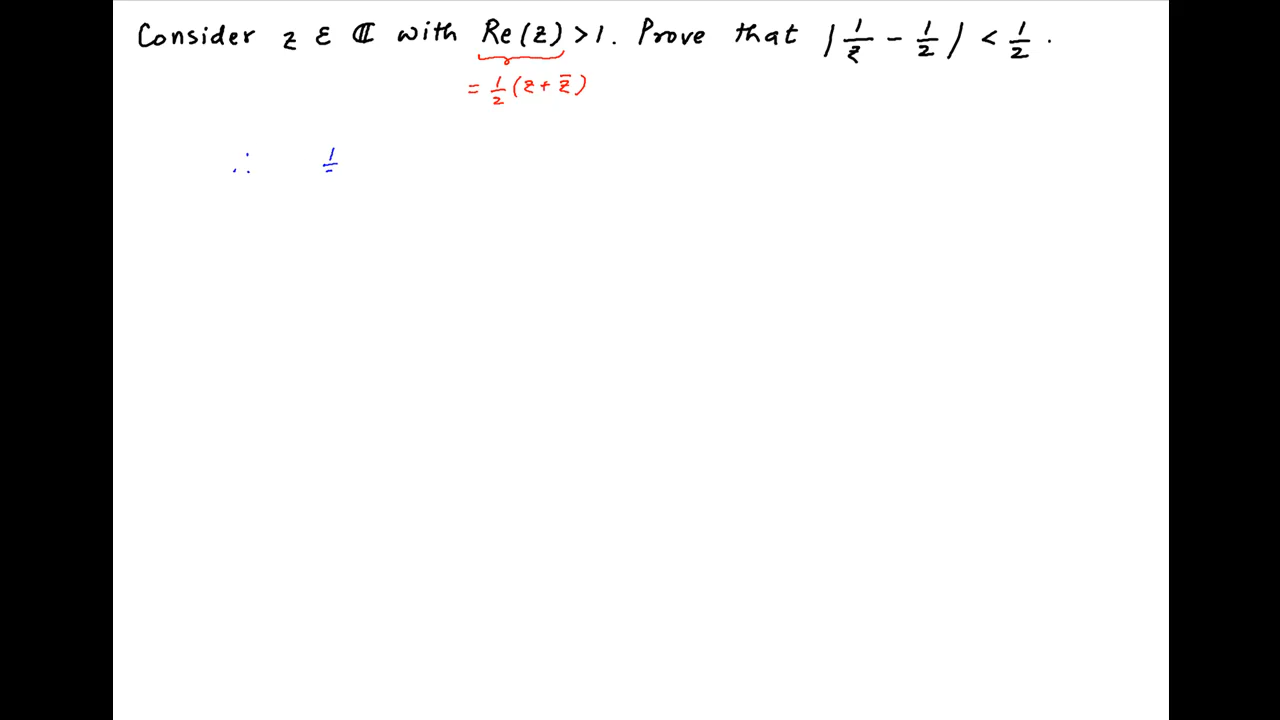 Consider z ε ℂ with Re(z) > 1. Prove that |1/z - 1/2| < 1/2.
= 1/2 (z + z̄)
∴ 1/